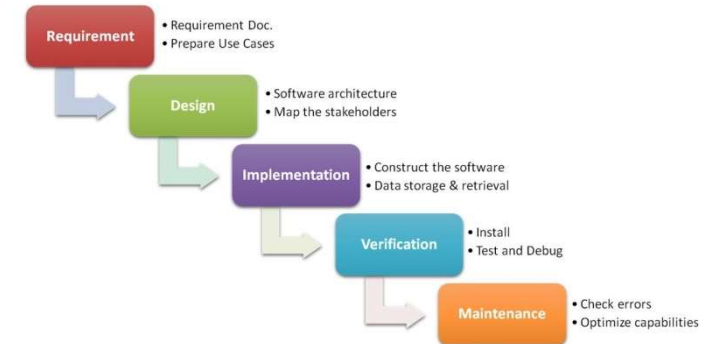 Requirement
• Requirement Doc.
• Prepare Use Cases
Design
• Software architecture
• Map the stakeholders
Implementation
• Construct the software
• Data storage & retrieval
Verification
• Install
• Test and Debug
Maintenance
• Check errors
• Optimize capabilities